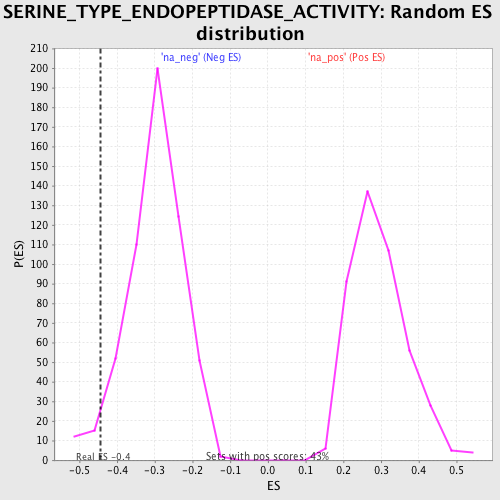 SERINE_TYPE_ENDOPEPTIDASE_ACTIVITY: Random ES
distribution
'na_neg' (Neg ES)
'na_pos' (Pos ES)
210
200
190
180
170
160
150
140
130
120
110
100
90
80
70
60
50
40
30
20
10
0
P(ES)
Real ES -0.4
Sets with pos scores: 43%
-0.5 -0.4 -0.3 -0.2 -0.1 0.0 0.1 0.2 0.3 0.4 0.5
ES